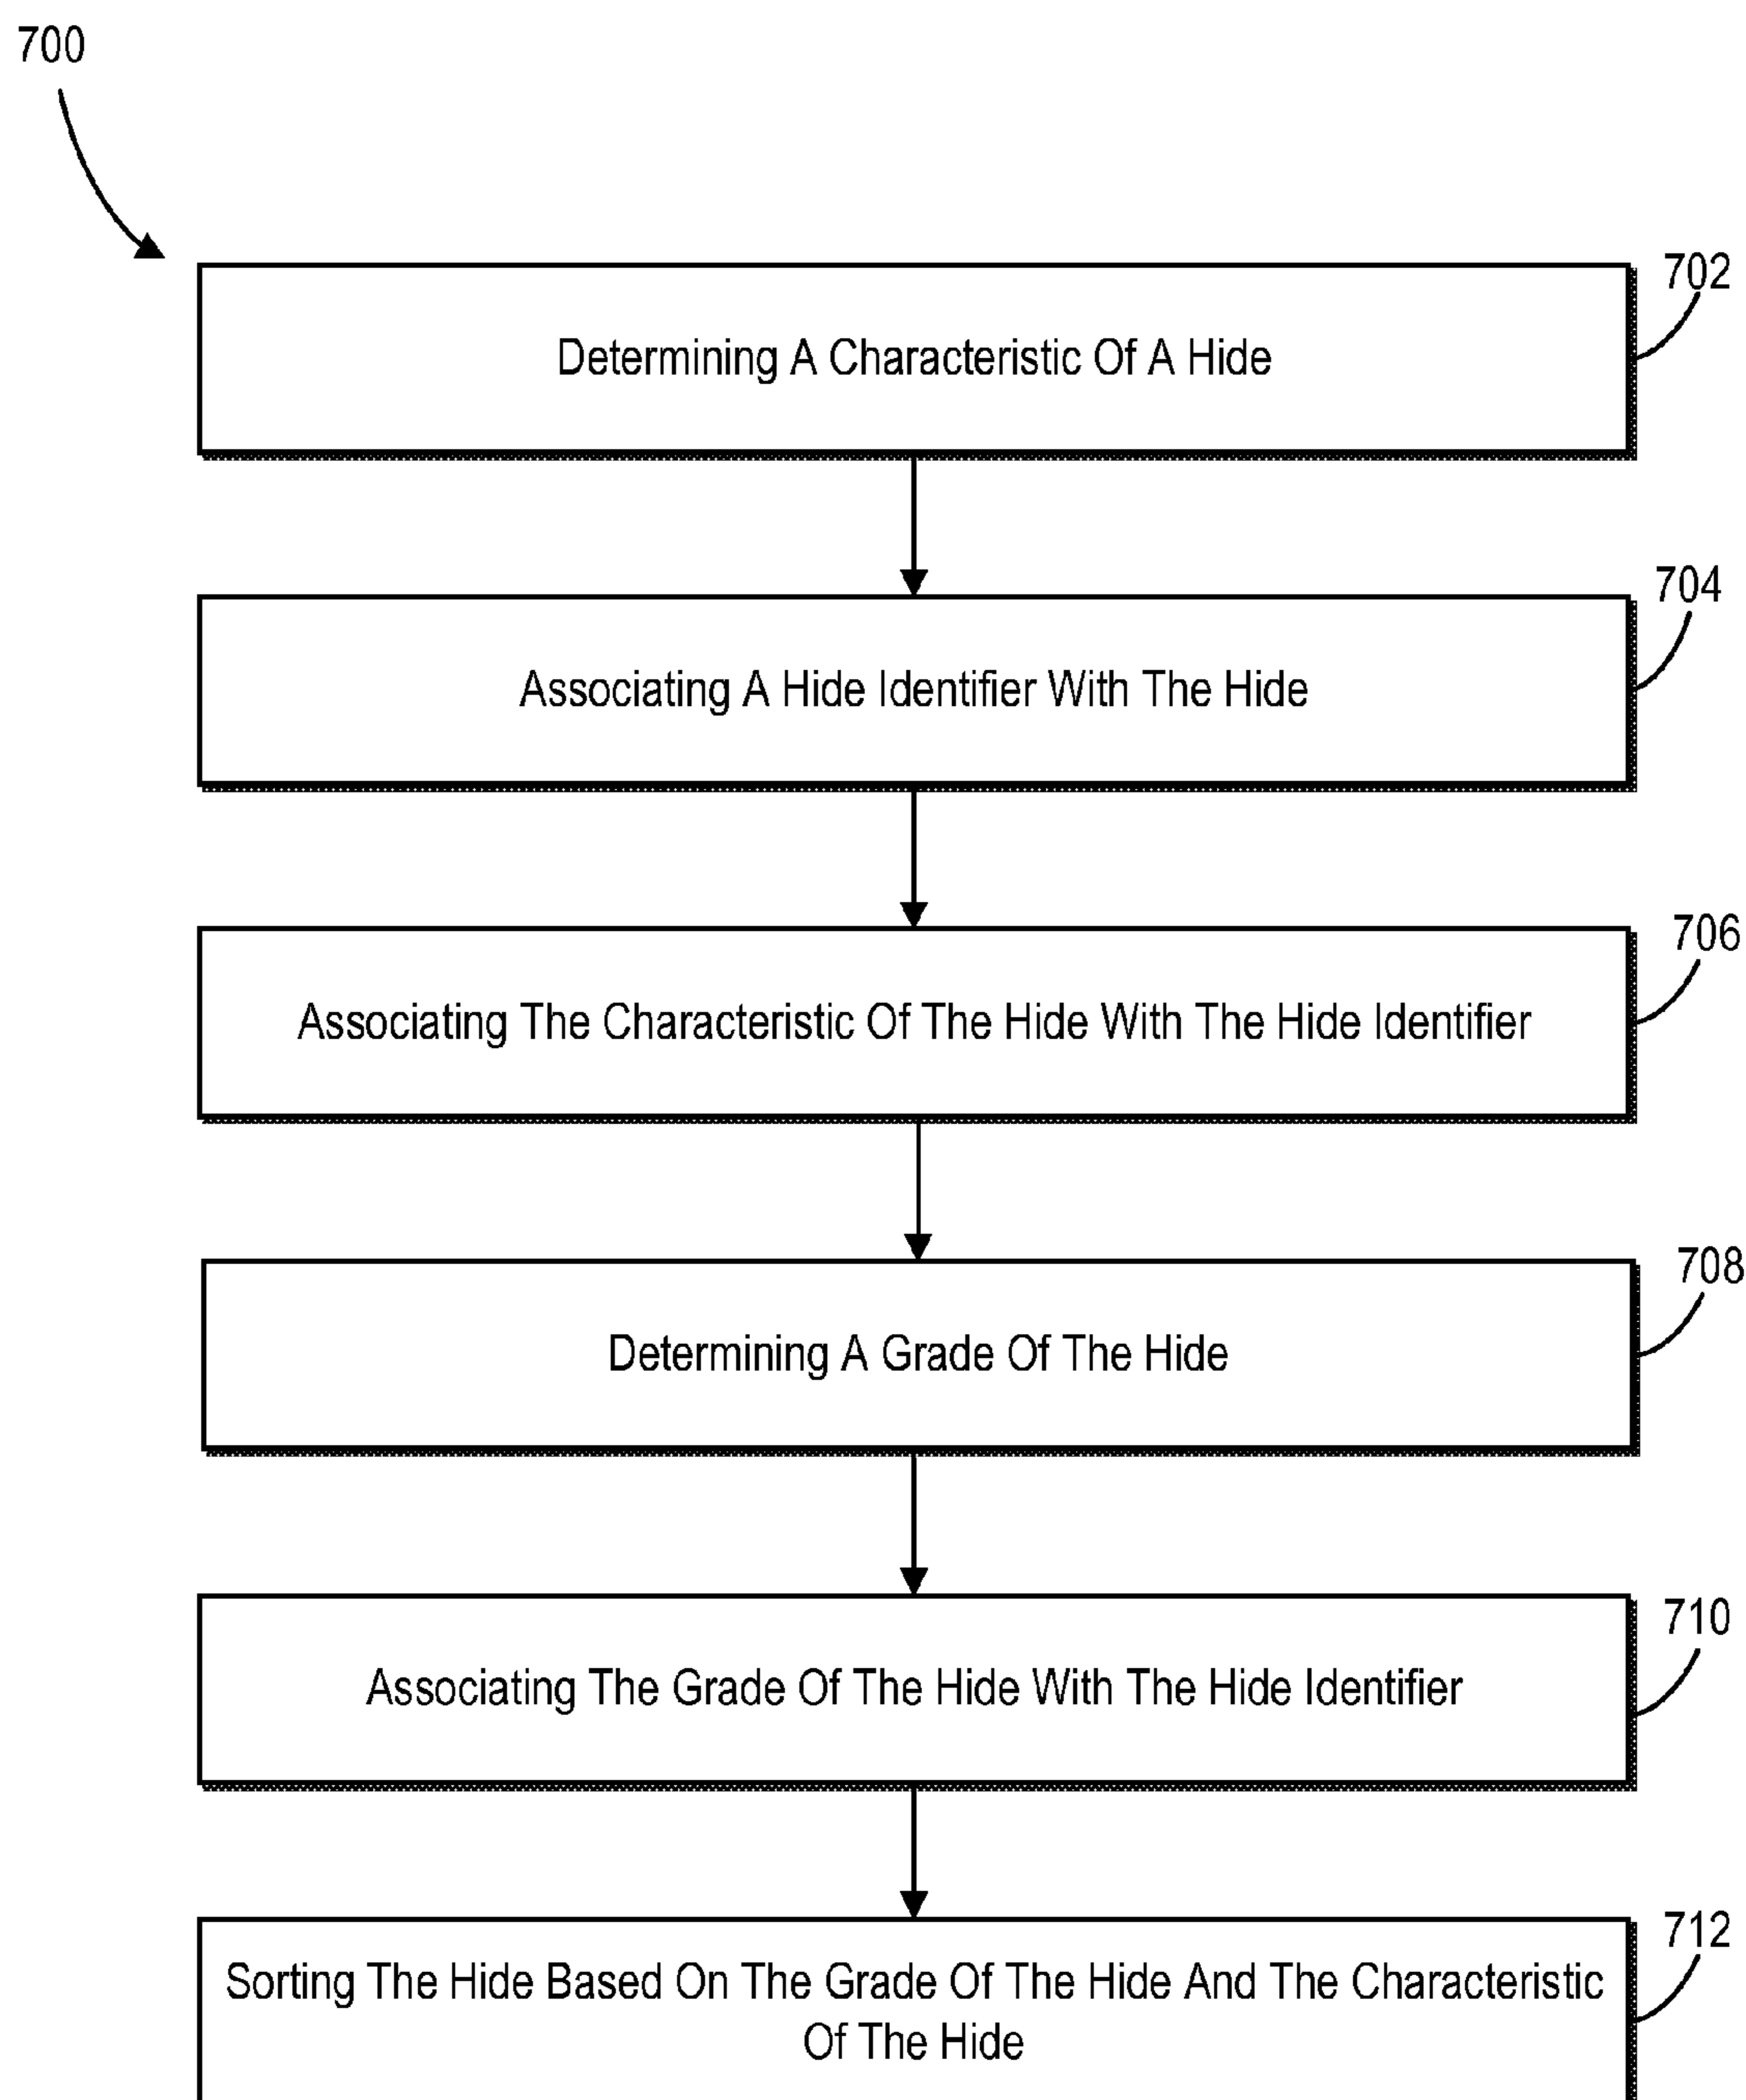 700
702
Determining A Characteristic Of A Hide
704
Associating A Hide Identifier With The Hide
706
Associating The Characteristic Of The Hide With The Hide Identifier
708
Determining A Grade Of The Hide
710
Associating The Grade Of The Hide With The Hide Identifier
712
Sorting The Hide Based On The Grade Of The Hide And The Characteristic
Of The Hide